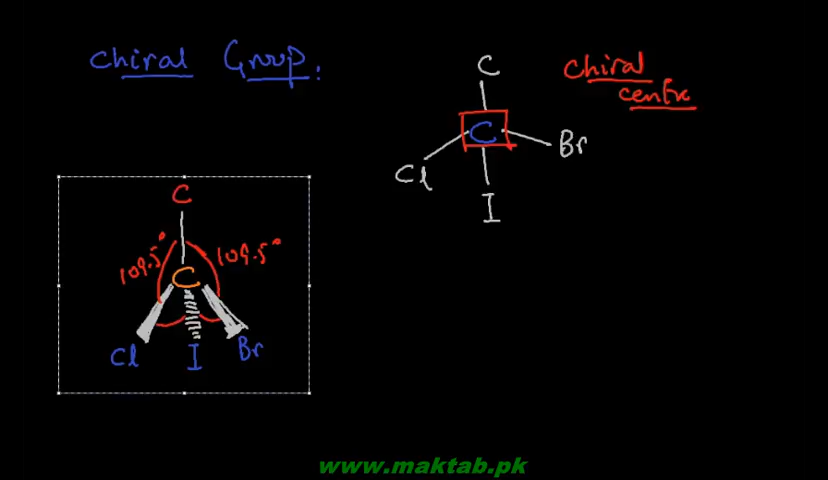 Chiral Group.
C
Chiral
centre
C
Br
Cl
I
C
109.5°
109.5°
C
Cl
I
Br
www.maktab.pk